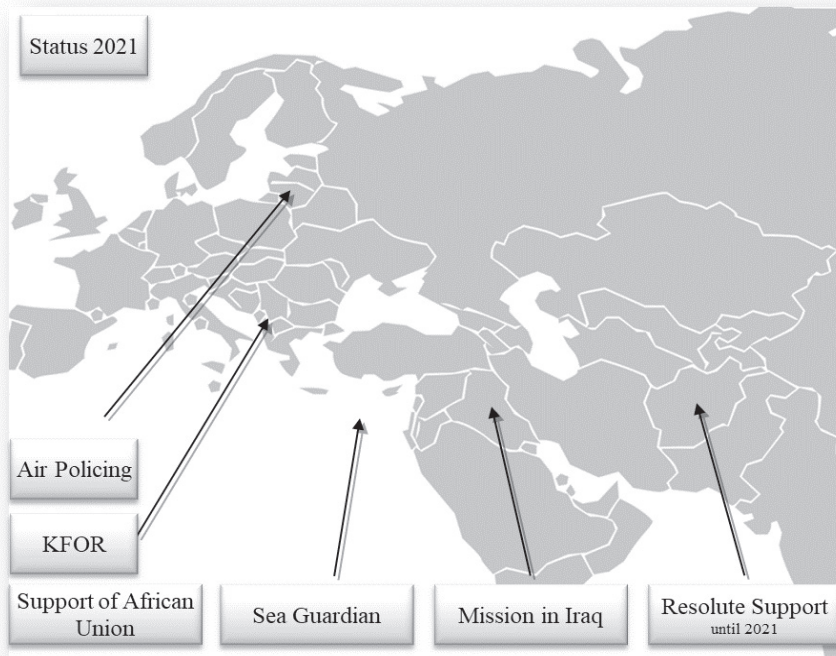 Status 2021
Air Policing
KFOR
Support of African
Union
Sea Guardian
Mission in Iraq
Resolute Support
until 2021